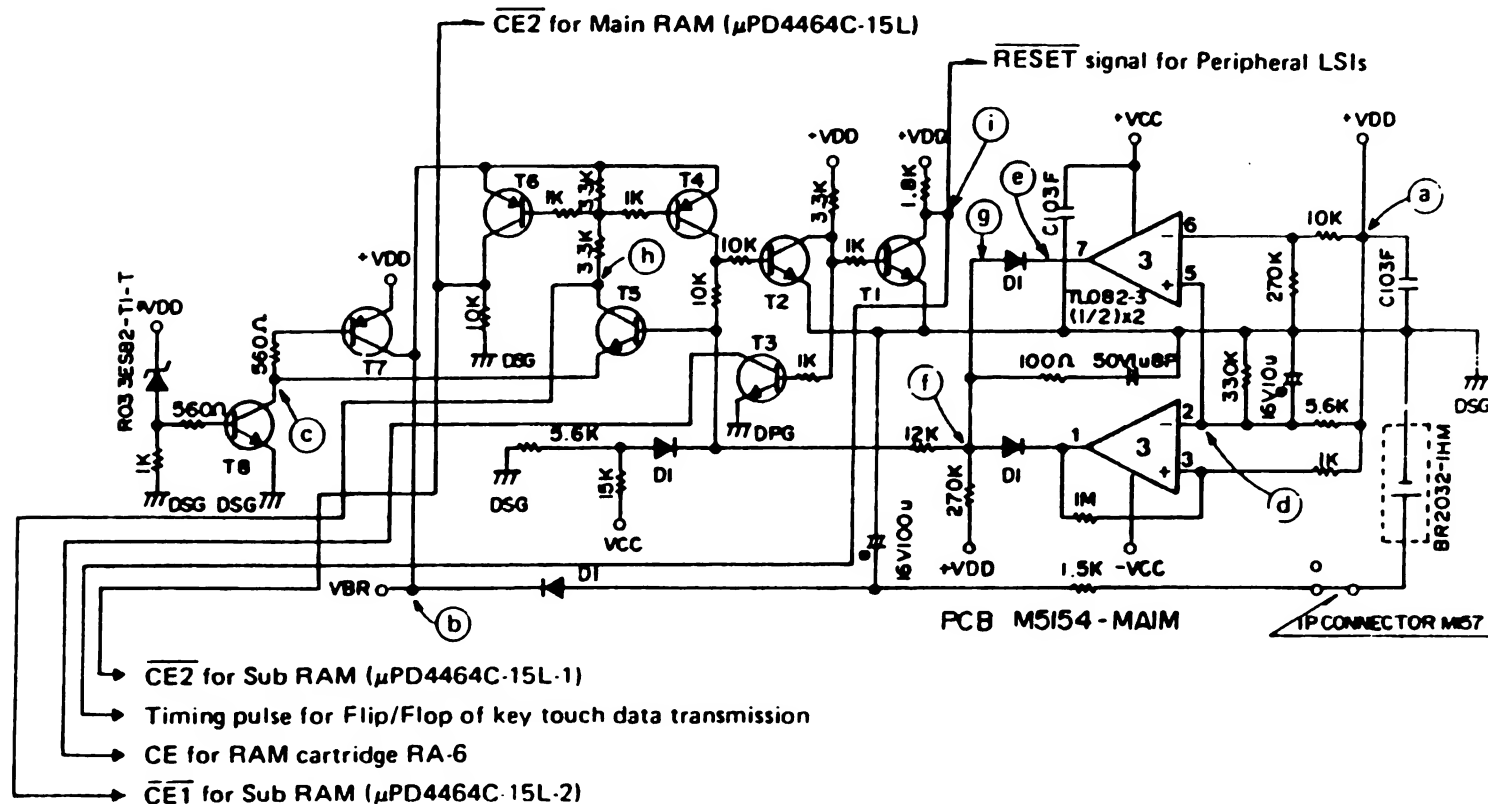 CE2 for Main RAM (µPD4464C-15L)
RESET signal for Peripheral LSIs
+VCC
+VDD
i
+VDD
+VDD
T6
3.3K
T4
3.3K
1.8K
e
C103F
a
1K
1K
g
7
6
10K
3
5
+VDD
3.3K
h
10K
T2
1K
T1
D1
TL082-3
(1/2)x2
270K
C103F
R03 3ES82-T1-T
+VDD
560Ω
T7
10K
T5
10K
DSG
T3
1K
100Ω
50V1u8P
330K
16V10u
DSG
560Ω
c
f
2
5.6K
1K
T8
DPG
5.6K
D1
12K
D1
1
3
3
1K
DSG
DSG
DSG
15K
270K
1M
d
BR2032-1HM
VCC
16V100u
+VDD
-VCC
D1
1.5K
VBR
b
PCB M5154-MA1M
1P CONNECTOR M157
CE2 for Sub RAM (µPD4464C-15L-1)
Timing pulse for Flip/Flop of key touch data transmission
CE for RAM cartridge RA-6
CE1 for Sub RAM (µPD4464C-15L-2)